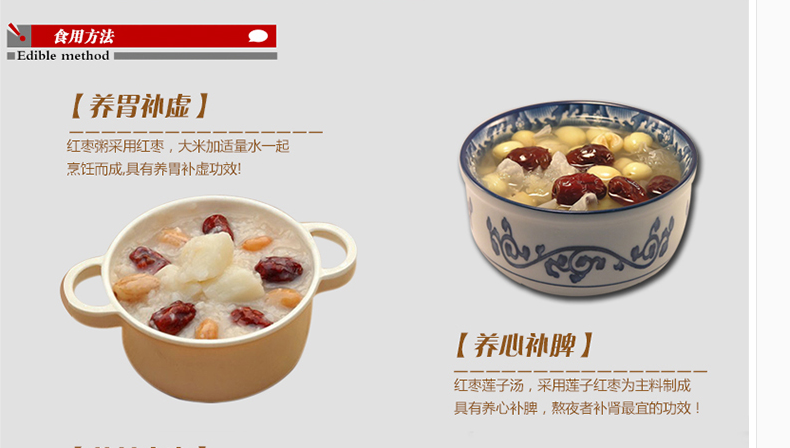 食用方法
Edible method
【养胃补虚】
红枣粥采用红枣，大米加适量水一起
烹饪而成,具有养胃补虚功效!
【养心补脾】
红枣莲子汤，采用莲子红枣为主料制成
具有养心补脾，熬夜者补肾最宜的功效！